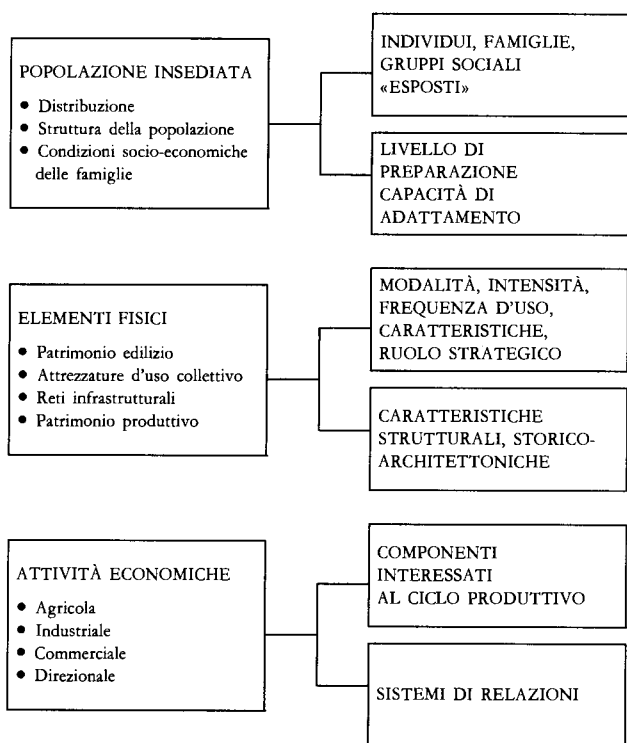 POPOLAZIONE INSEDIATA
• Distribuzione
• Struttura della popolazione
• Condizioni socio-economiche
delle famiglie
INDIVIDUI, FAMIGLIE,
GRUPPI SOCIALI
«ESPOSTI»
LIVELLO DI
PREPARAZIONE
CAPACITÀ DI
ADATTAMENTO
ELEMENTI FISICI
• Patrimonio edilizio
• Attrezzature d'uso collettivo
• Reti infrastrutturali
• Patrimonio produttivo
MODALITÀ, INTENSITÀ,
FREQUENZA D'USO,
CARATTERISTICHE,
RUOLO STRATEGICO
CARATTERISTICHE
STRUTTURALI, STORICO-
ARCHITETTONICHE
ATTIVITÀ ECONOMICHE
• Agricola
• Industriale
• Commerciale
• Direzionale
COMPONENTI
INTERESSATI
AL CICLO PRODUTTIVO
SISTEMI DI RELAZIONI